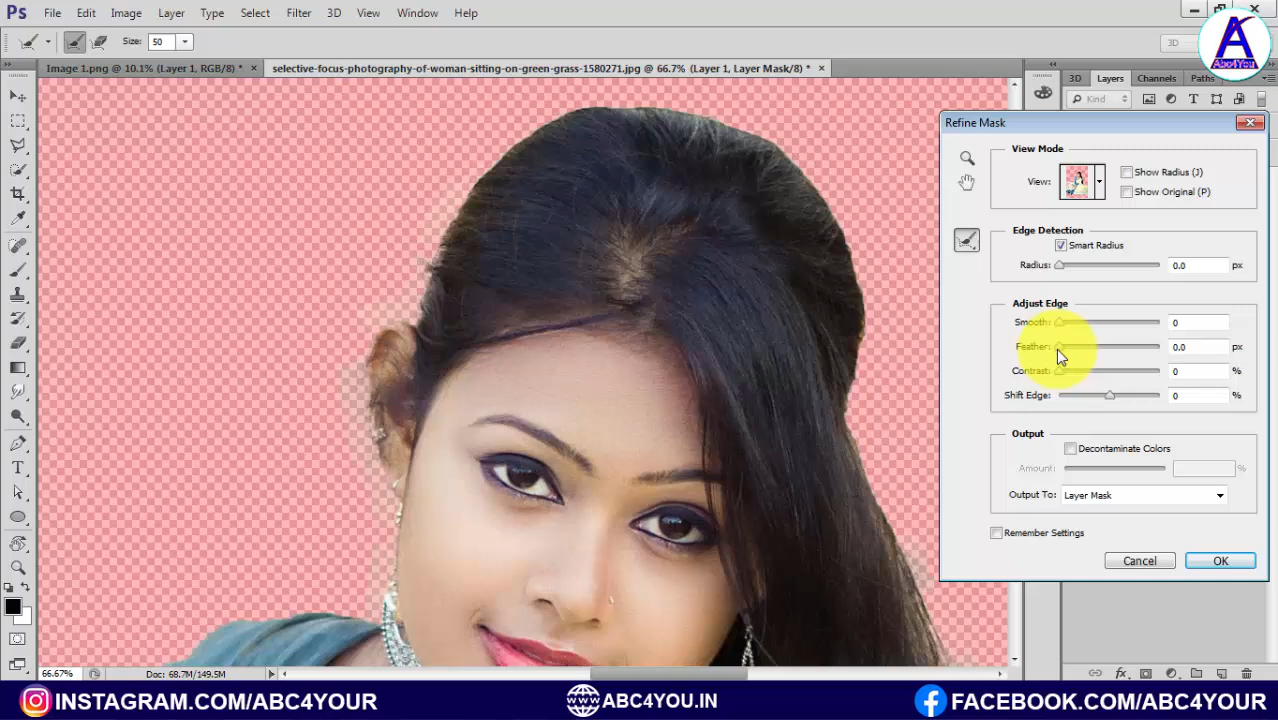 Ps File Edit Image Layer Type Select Filter 3D View Window Help
Size: 50
3D
A
Abc4You
Image 1.png @ 10.1% (Layer 1, RGB/8) *
selective-focus-photography-of-woman-sitting-on-green-grass-1580271.jpg @ 66.7% (Layer 1, Layer Mask/8) *
3D Layers Channels Paths
Kind
Refine Mask
View Mode
View:
Show Radius (J)
Show Original (P)
Edge Detection
Smart Radius
Radius: 0.0 px
Adjust Edge
Smooth: 0
Feather: 0.0 px
Contrast: 0 %
Shift Edge: 0 %
Output
Decontaminate Colors
Amount: %
Output To: Layer Mask
Remember Settings
Cancel OK
T
66.67% Doc: 68.7M/149.5M
fx
INSTAGRAM.COM/ABC4YOUR
ABC4YOU.IN
FACEBOOK.COM/ABC4YOUR